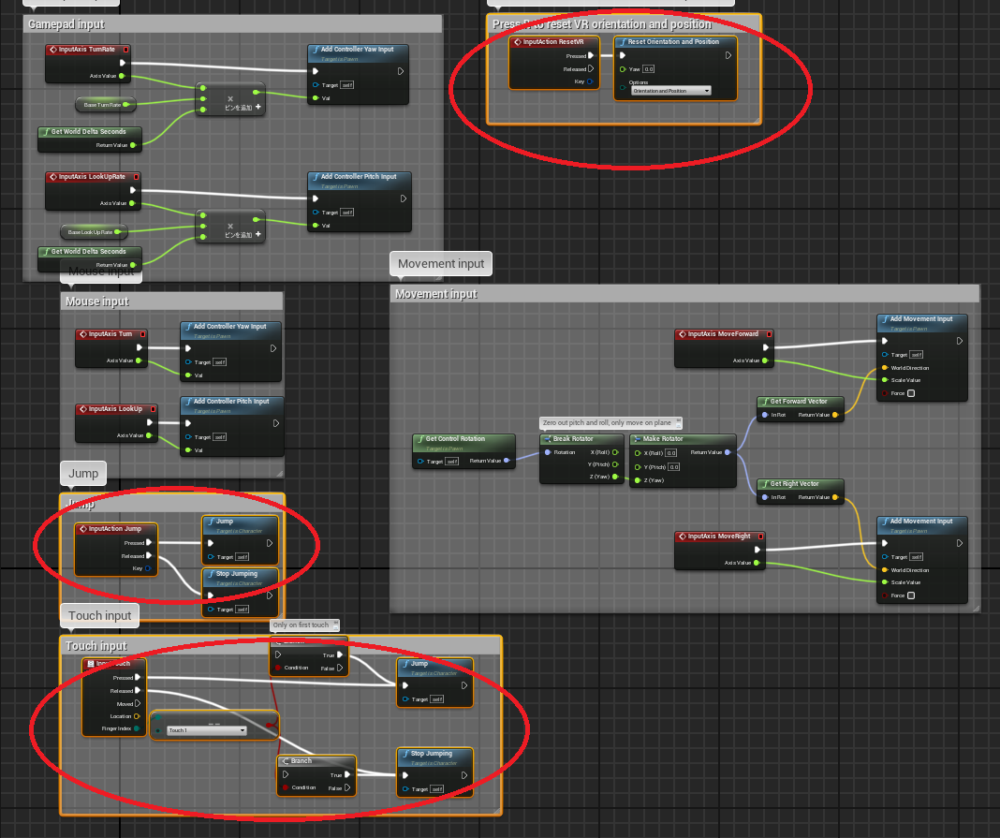 Gamepad input
InputAxis TurnRate
Axis Value
Base Turn Rate
Get World Delta Seconds
Return Value
×
ピンを追加 +
Add Controller Yaw Input
Target is Pawn
Target self
Val
InputAxis LookUpRate
Axis Value
Base Look Up Rate
Get World Delta Seconds
Return Value
×
ピンを追加 +
Add Controller Pitch Input
Target is Pawn
Target self
Val
Press R to reset VR orientation and position
InputAction ResetVR
Pressed
Released
Key
Reset Orientation and Position
Yaw 0.0
Options
Orientation and Position
Mouse input
Mouse input
InputAxis Turn
Axis Value
Add Controller Yaw Input
Target is Pawn
Target self
Val
InputAxis LookUp
Axis Value
Add Controller Pitch Input
Target is Pawn
Target self
Val
Movement input
Movement input
Get Control Rotation
Target is Pawn
Target self
Return Value
Zero out pitch and roll, only move on plane
Break Rotator
Rotation
X (Roll)
Y (Pitch)
Z (Yaw)
Make Rotator
X (Roll) 0.0
Y (Pitch) 0.0
Z (Yaw)
Return Value
InputAxis MoveForward
Axis Value
Get Forward Vector
In Rot
Return Value
Add Movement Input
Target is Pawn
Target self
World Direction
Scale Value
Force
Get Right Vector
In Rot
Return Value
InputAxis MoveRight
Axis Value
Add Movement Input
Target is Pawn
Target self
World Direction
Scale Value
Force
Jump
Jump
InputAction Jump
Pressed
Released
Key
Jump
Target is Character
Target self
Stop Jumping
Target is Character
Target self
Touch input
Touch input
Pressed
Released
Moved
Location
Finger Index
Only on first touch
Branch
True
Condition
False
==
Touch 1
Branch
True
Condition
False
Jump
Target is Character
Target self
Stop Jumping
Target is Character
Target self